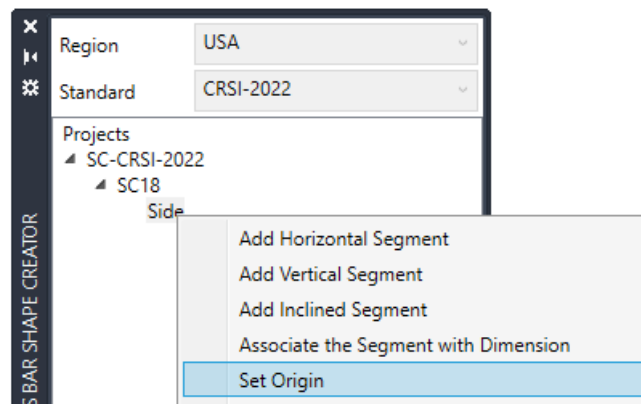 Region USA
Standard CRSI-2022
Projects
SC-CRSI-2022
SC18
Side
Add Horizontal Segment
Add Vertical Segment
Add Inclined Segment
Associate the Segment with Dimension
Set Origin
S BAR SHAPE CREATOR